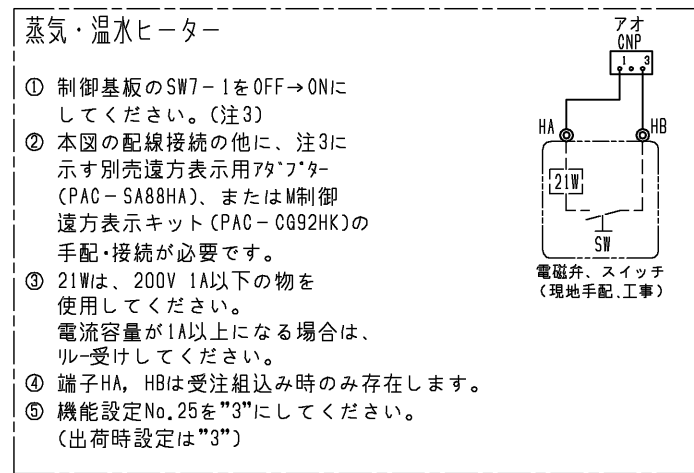 蒸気・温水ヒーター
① 制御基板のSW7－1をOFF→ONに
してください。(注3)
② 本図の配線接続の他に、注3に
示す別売遠方表示用ｱﾀﾞﾌﾟﾀｰ
(PAC－SA88HA)、またはM制御
遠方表示キット(PAC－CG92HK)の
手配・接続が必要です。
③ 21Wは、200V 1A以下の物を
使用してください。
電流容量が1A以上になる場合は、
ﾘﾚｰ受けしてください。
④ 端子HA, HBは受注組込み時のみ存在します。
⑤ 機能設定No.25を”3”にしてください。
(出荷時設定は”3”)
アオ
CNP
1 3
HA
HB
21W
SW
電磁弁、スイッチ
(現地手配、工事)